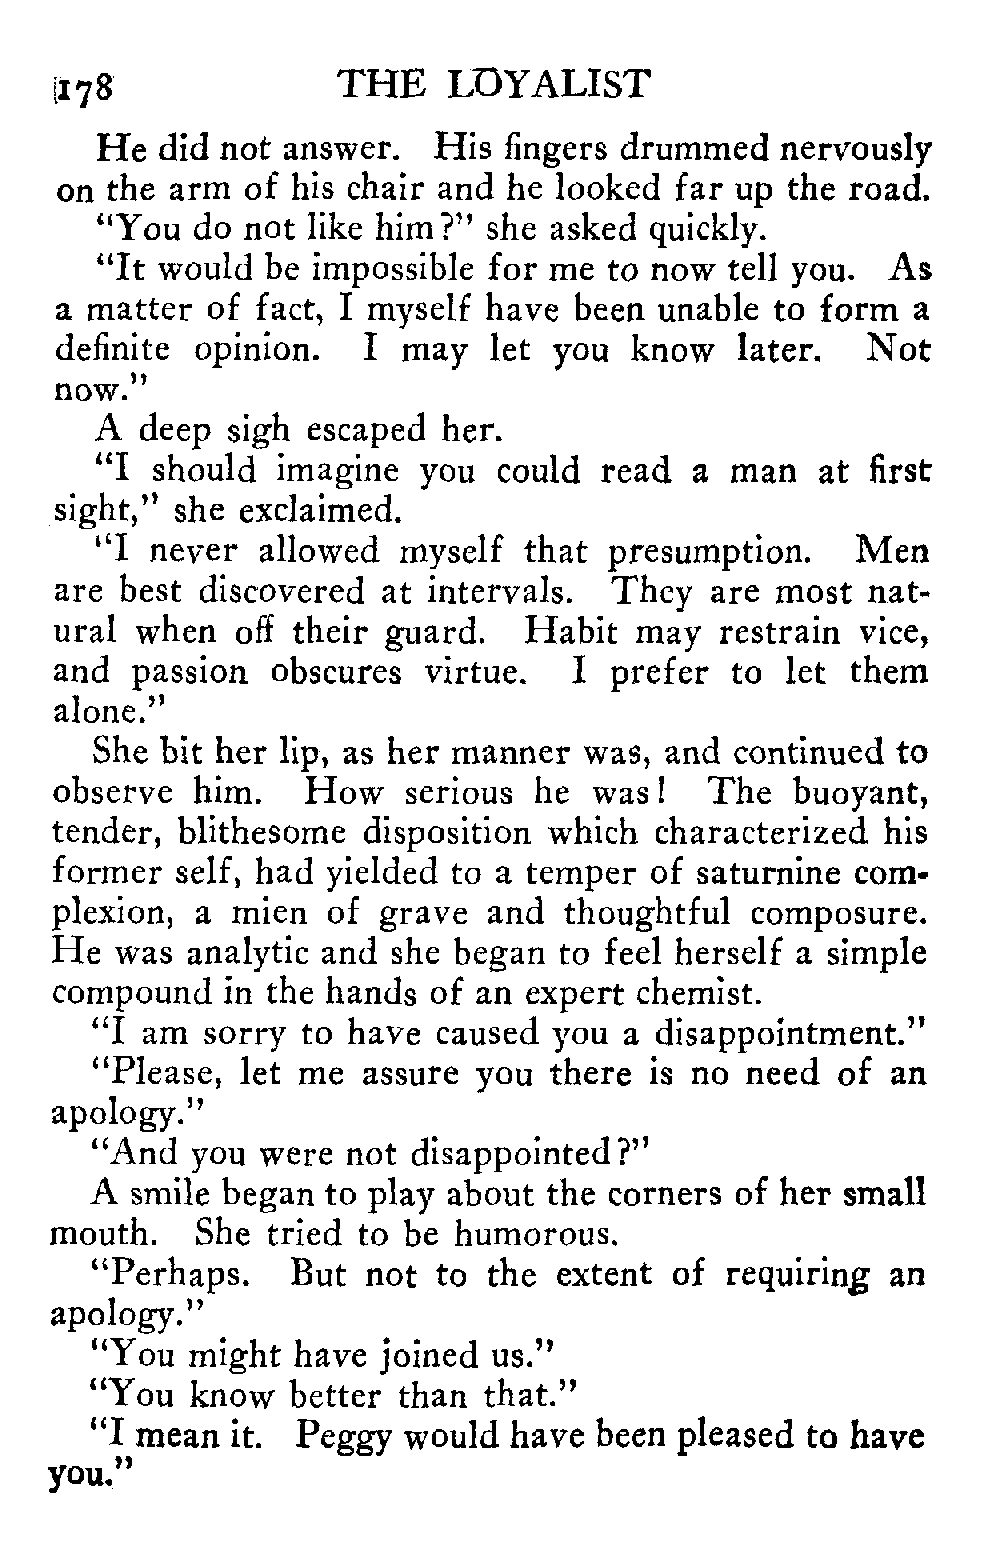 178 THE LOYALIST
He did not answer. His fingers drummed nervously
on the arm of his chair and he looked far up the road.
"You do not like him?" she asked quickly.
"It would be impossible for me to now tell you. As
a matter of fact, I myself have been unable to form a
definite opinion. I may let you know later. Not
now."
A deep sigh escaped her.
"I should imagine you could read a man at first
sight," she exclaimed.
"I never allowed myself that presumption. Men
are best discovered at intervals. They are most nat-
ural when off their guard. Habit may restrain vice,
and passion obscures virtue. I prefer to let them
alone."
She bit her lip, as her manner was, and continued to
observe him. How serious he was! The buoyant,
tender, blithesome disposition which characterized his
former self, had yielded to a temper of saturnine com-
plexion, a mien of grave and thoughtful composure.
He was analytic and she began to feel herself a simple
compound in the hands of an expert chemist.
"I am sorry to have caused you a disappointment."
"Please, let me assure you there is no need of an
apology."
"And you were not disappointed?"
A smile began to play about the corners of her small
mouth. She tried to be humorous.
"Perhaps. But not to the extent of requiring an
apology."
"You might have joined us."
"You know better than that."
"I mean it. Peggy would have been pleased to have
you."